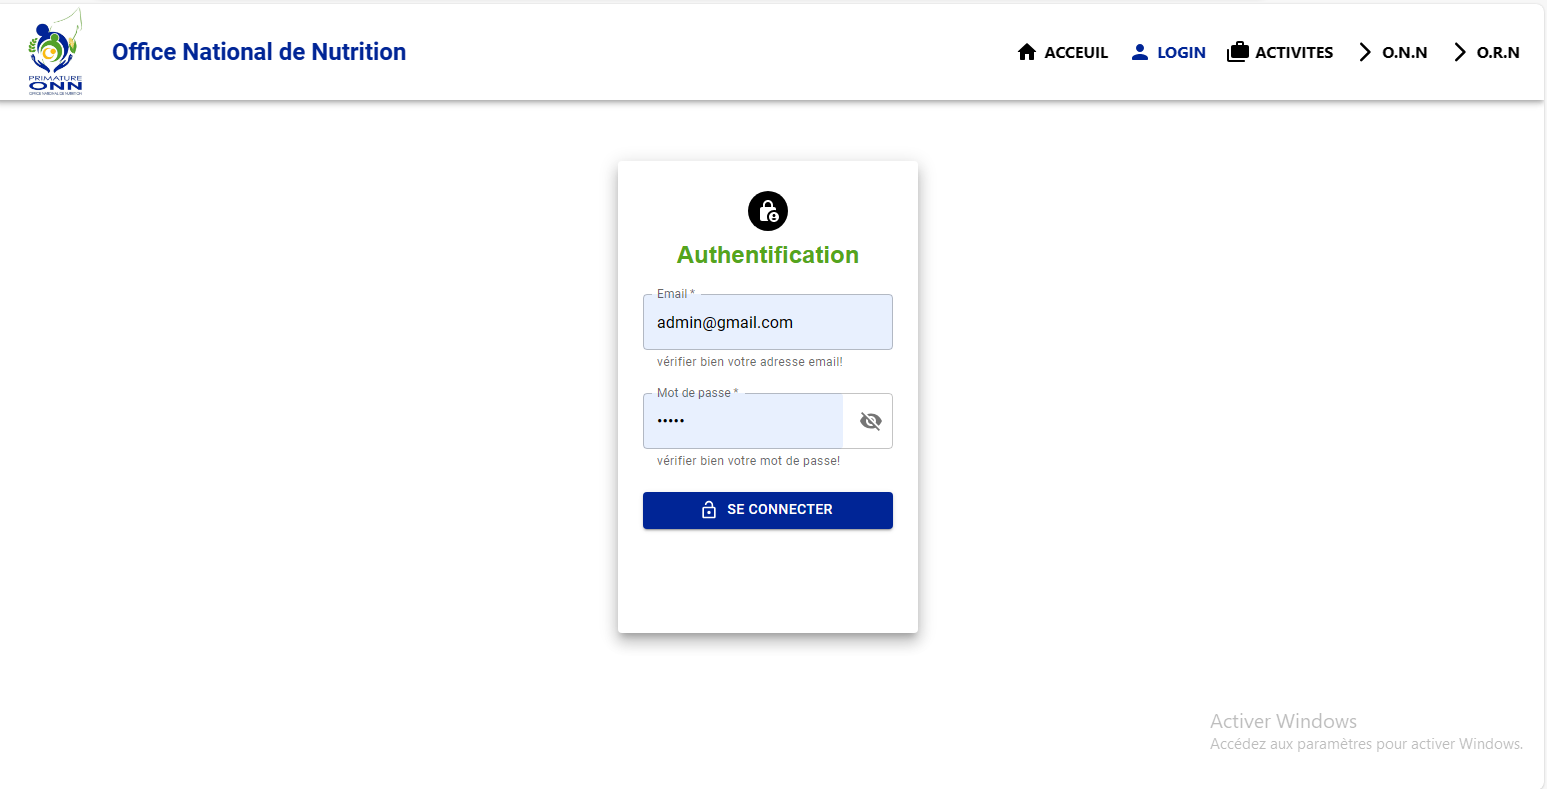 PRIMATURE
ONN
OFFICE NATIONAL DE NUTRITION
Office National de Nutrition
ACCEUIL
LOGIN
ACTIVITES
O.N.N
O.R.N
Authentification
Email *
admin@gmail.com
vérifier bien votre adresse email!
Mot de passe *
•••••
vérifier bien votre mot de passe!
SE CONNECTER
Activer Windows
Accédez aux paramètres pour activer Windows.